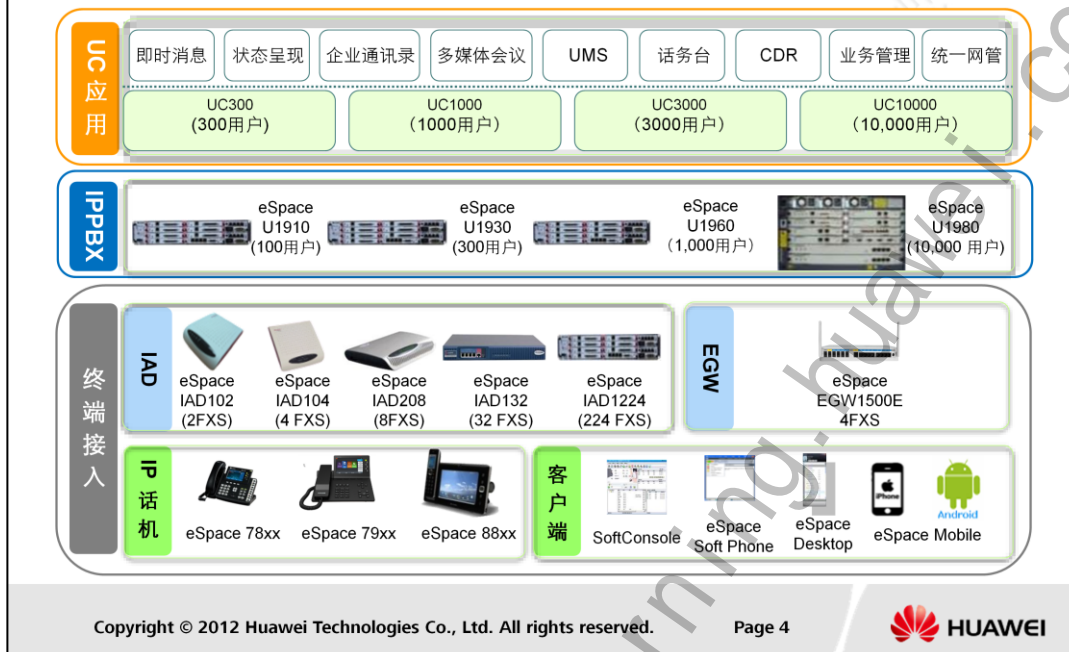 UC应用
即时消息 状态呈现 企业通讯录 多媒体会议 UMS 话务台 CDR 业务管理 统一网管
UC300
(300用户)
UC1000
（1000用户）
UC3000
（3000用户）
UC10000
（10,000用户）
IPPBX
eSpace
U1910
(100用户)
eSpace
U1930
(300用户)
eSpace
U1960
（1,000用户）
eSpace
U1980
(10,000 用户)
终端接入
IAD
eSpace
IAD102
(2FXS)
eSpace
IAD104
(4 FXS)
eSpace
IAD208
(8FXS)
eSpace
IAD132
(32 FXS)
eSpace
IAD1224
(224 FXS)
EGW
eSpace
EGW1500E
4FXS
IP话机
eSpace 78xx
eSpace 79xx
eSpace 88xx
客户端
SoftConsole
eSpace
Soft Phone
eSpace
Desktop
iPhone
Android
eSpace Mobile
Copyright © 2012 Huawei Technologies Co., Ltd. All rights reserved.
Page 4
HUAWEI